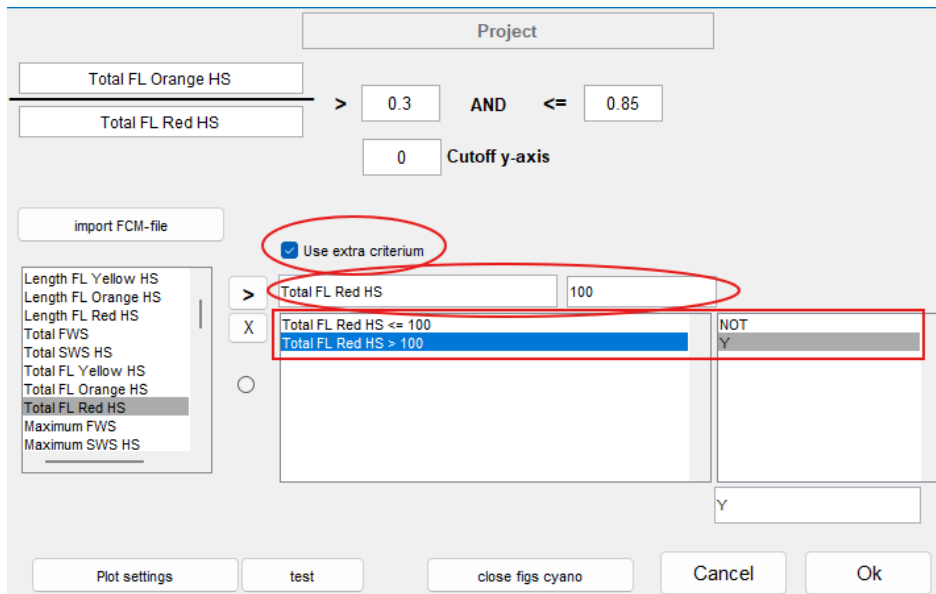 Project
Total FL Orange HS
> 0.3 AND <= 0.85
Total FL Red HS
0 Cutoff y-axis
import FCM-file
Use extra criterium
Length FL Yellow HS
Length FL Orange HS
Length FL Red HS
Total FWS
Total SWS HS
Total FL Yellow HS
Total FL Orange HS
Total FL Red HS
Maximum FWS
Maximum SWS HS
> Total FL Red HS 100
X
Total FL Red HS <= 100 NOT
Total FL Red HS > 100 Y
Y
Plot settings test close figs cyano Cancel Ok